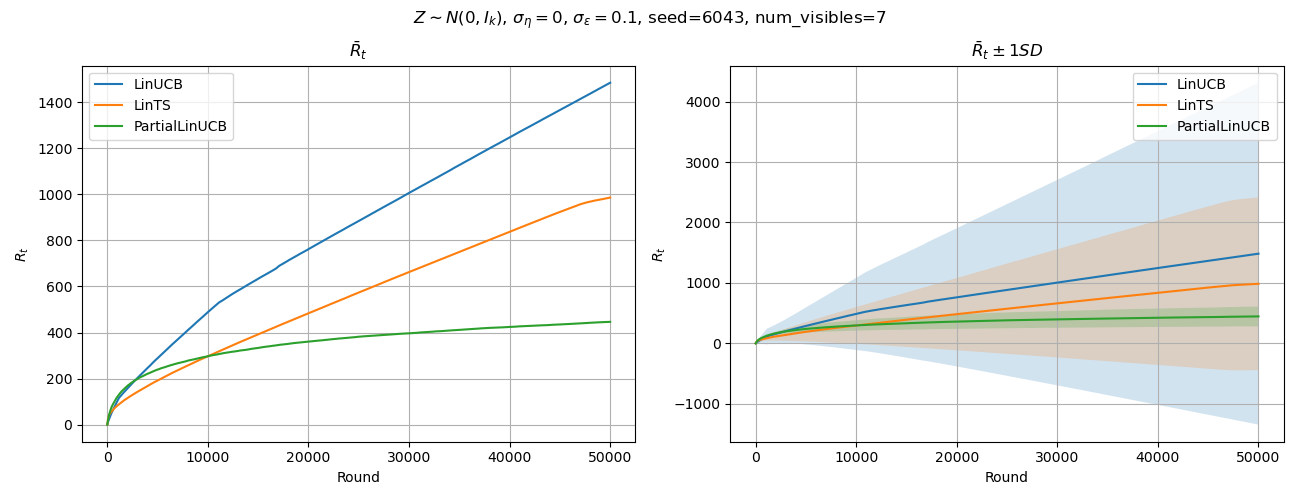 Z ∼ N(0, I_k), σ_η = 0, σ_ε = 0.1, seed=6043, num_visibles=7
R̄_t
1400
1200
1000
800
600
400
200
0
R_t
LinUCB
LinTS
PartialLinUCB
0 10000 20000 30000 40000 50000
Round
R̄_t ± 1SD
4000
3000
2000
1000
0
−1000
R_t
LinUCB
LinTS
PartialLinUCB
0 10000 20000 30000 40000 50000
Round